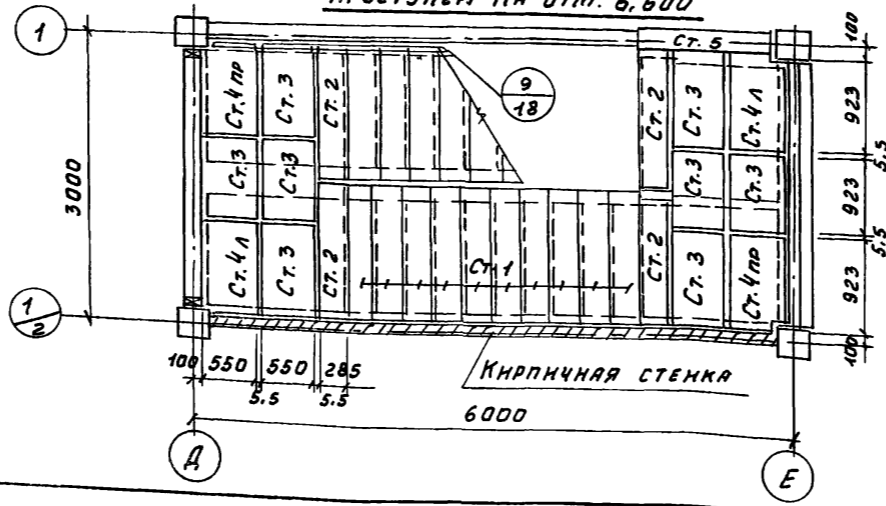 на отм. 6,600
1
100
Ст. 5
9
18
Ст. 4 пр
Ст. 3
Ст. 2
Ст. 2
Ст. 3
Ст. 4 л
923
5.5
3000
Ст. 3
Ст. 3
Ст. 3
Ст. 3
923
5.5
Ст. 4 л
Ст. 3
Ст. 2
Ст. 1
Ст. 2
Ст. 3
Ст. 4 пр
923
1
2
100
100
550
550
285
5.5
5.5
Кирпичная стенка
6000
Д
Е